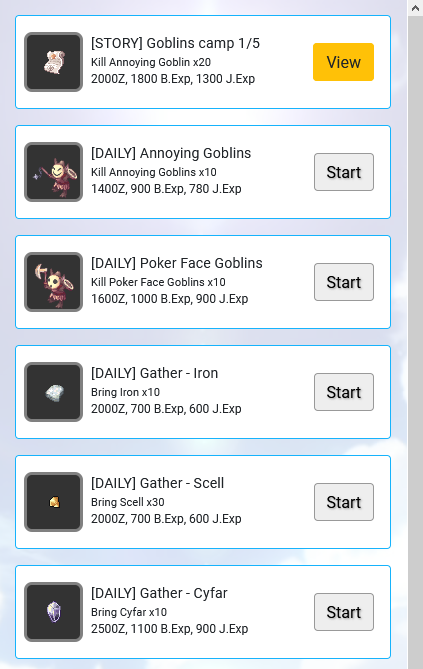 [STORY] Goblins camp 1/5
Kill Annoying Goblin x20
2000Z, 1800 B.Exp, 1300 J.Exp
View
[DAILY] Annoying Goblins
Kill Annoying Goblins x10
1400Z, 900 B.Exp, 780 J.Exp
Start
[DAILY] Poker Face Goblins
Kill Poker Face Goblins x10
1600Z, 1000 B.Exp, 900 J.Exp
Start
[DAILY] Gather - Iron
Bring Iron x10
2000Z, 700 B.Exp, 600 J.Exp
Start
[DAILY] Gather - Scell
Bring Scell x30
2000Z, 700 B.Exp, 600 J.Exp
Start
[DAILY] Gather - Cyfar
Bring Cyfar x10
2500Z, 1100 B.Exp, 900 J.Exp
Start